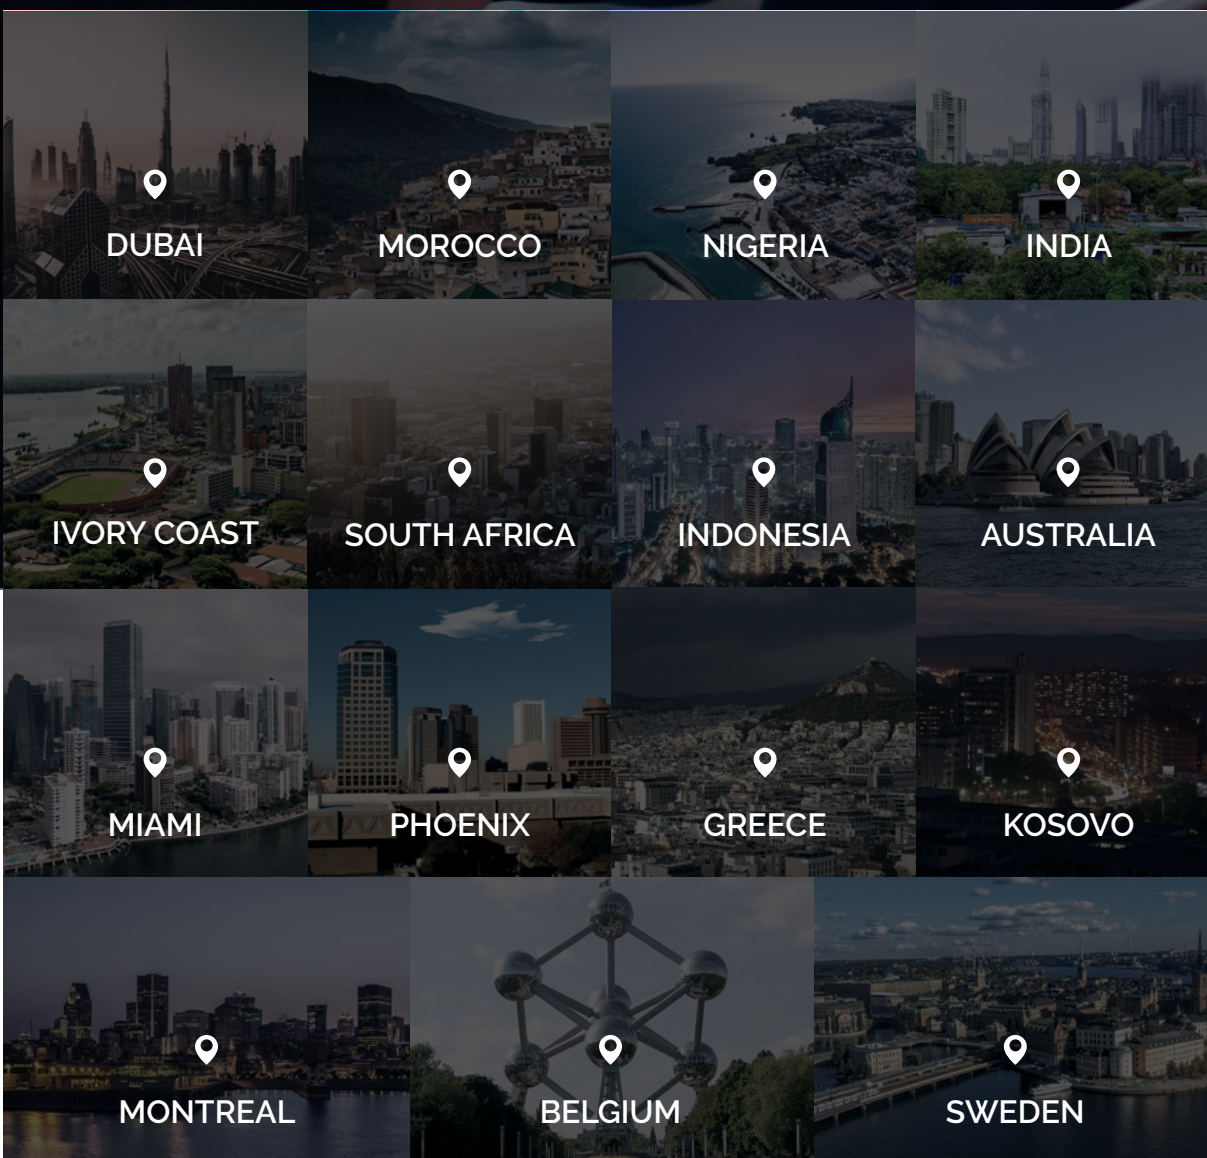 DUBAI
MOROCCO
NIGERIA
INDIA
IVORY COAST
SOUTH AFRICA
INDONESIA
AUSTRALIA
MIAMI
PHOENIX
GREECE
KOSOVO
MONTREAL
BELGIUM
SWEDEN